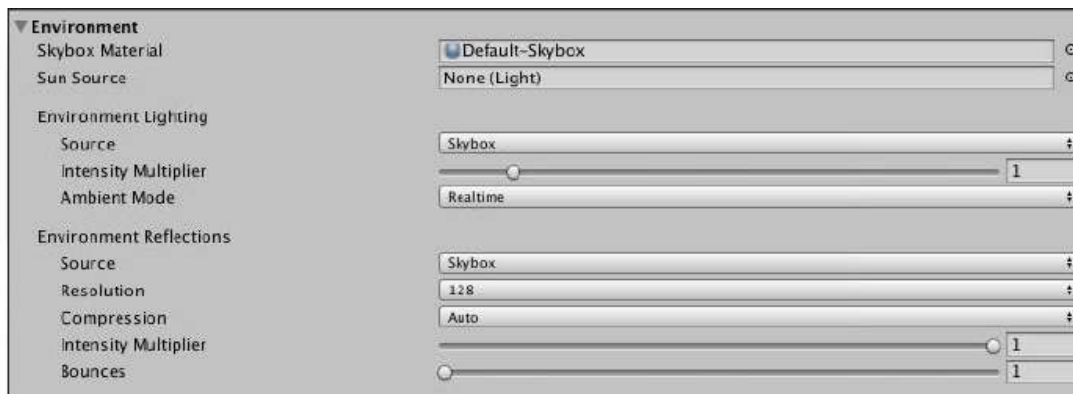 Environment
Skybox Material Default-Skybox
Sun Source None (Light)
Environment Lighting
Source Skybox
Intensity Multiplier 1
Ambient Mode Realtime
Environment Reflections
Source Skybox
Resolution 128
Compression Auto
Intensity Multiplier 1
Bounces 1